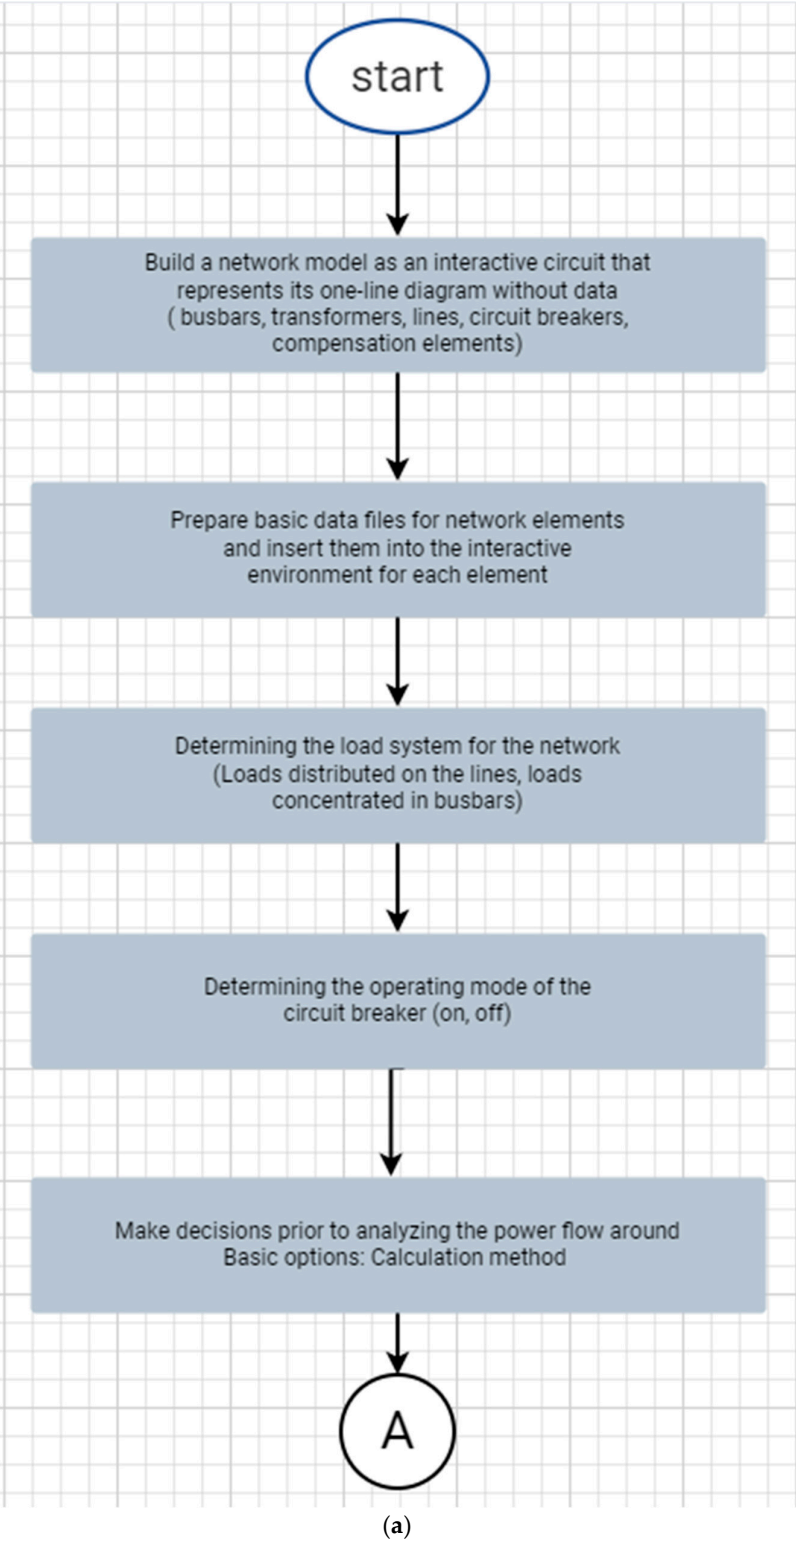 start
Build a network model as an interactive circuit that
represents its one-line diagram without data
( busbars, transformers, lines, circuit breakers,
compensation elements)
Prepare basic data files for network elements
and insert them into the interactive
environment for each element
Determining the load system for the network
(Loads distributed on the lines, loads
concentrated in busbars)
Determining the operating mode of the
circuit breaker (on, off)
Make decisions prior to analyzing the power flow around
Basic options: Calculation method
A
(a)